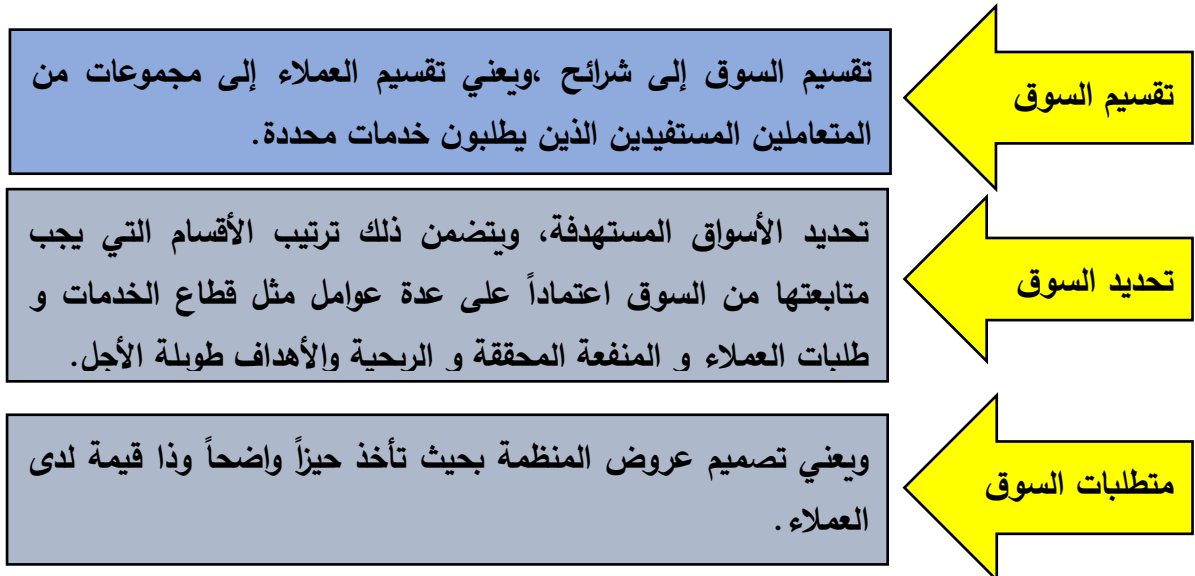 تقسيم السوق
تقسيم السوق إلى شرائح ،ويعني تقسيم العملاء إلى مجموعات من
المتعاملين المستفيدين الذين يطلبون خدمات محددة.
تحديد السوق
تحديد الأسواق المستهدفة، ويتضمن ذلك ترتيب الأقسام التي يجب
متابعتها من السوق اعتماداً على عدة عوامل مثل قطاع الخدمات و
طلبات العملاء و المنفعة المحققة و الربحية والأهداف طويلة الأجل.
متطلبات السوق
ويعني تصميم عروض المنظمة بحيث تأخذ حيزاً واضحاً وذا قيمة لدى
العملاء.